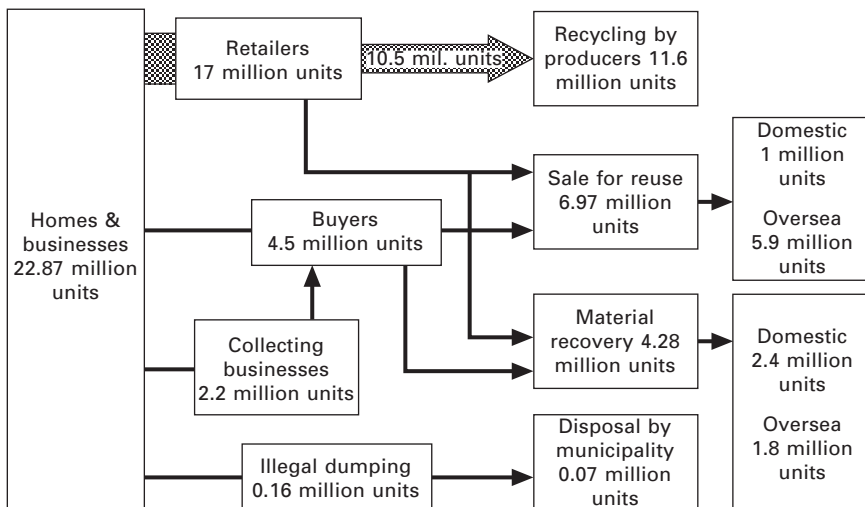 Retailers
17 million units
10.5 mil. units
Recycling by
producers 11.6
million units
Homes &
businesses
22.87 million
units
Buyers
4.5 million units
Collecting
businesses
2.2 million units
Illegal dumping
0.16 million units
Sale for reuse
6.97 million
units
Material
recovery 4.28
million units
Disposal by
municipality
0.07 million
units
Domestic
1 million
units
Oversea
5.9 million
units
Domestic
2.4 million
units
Oversea
1.8 million
units